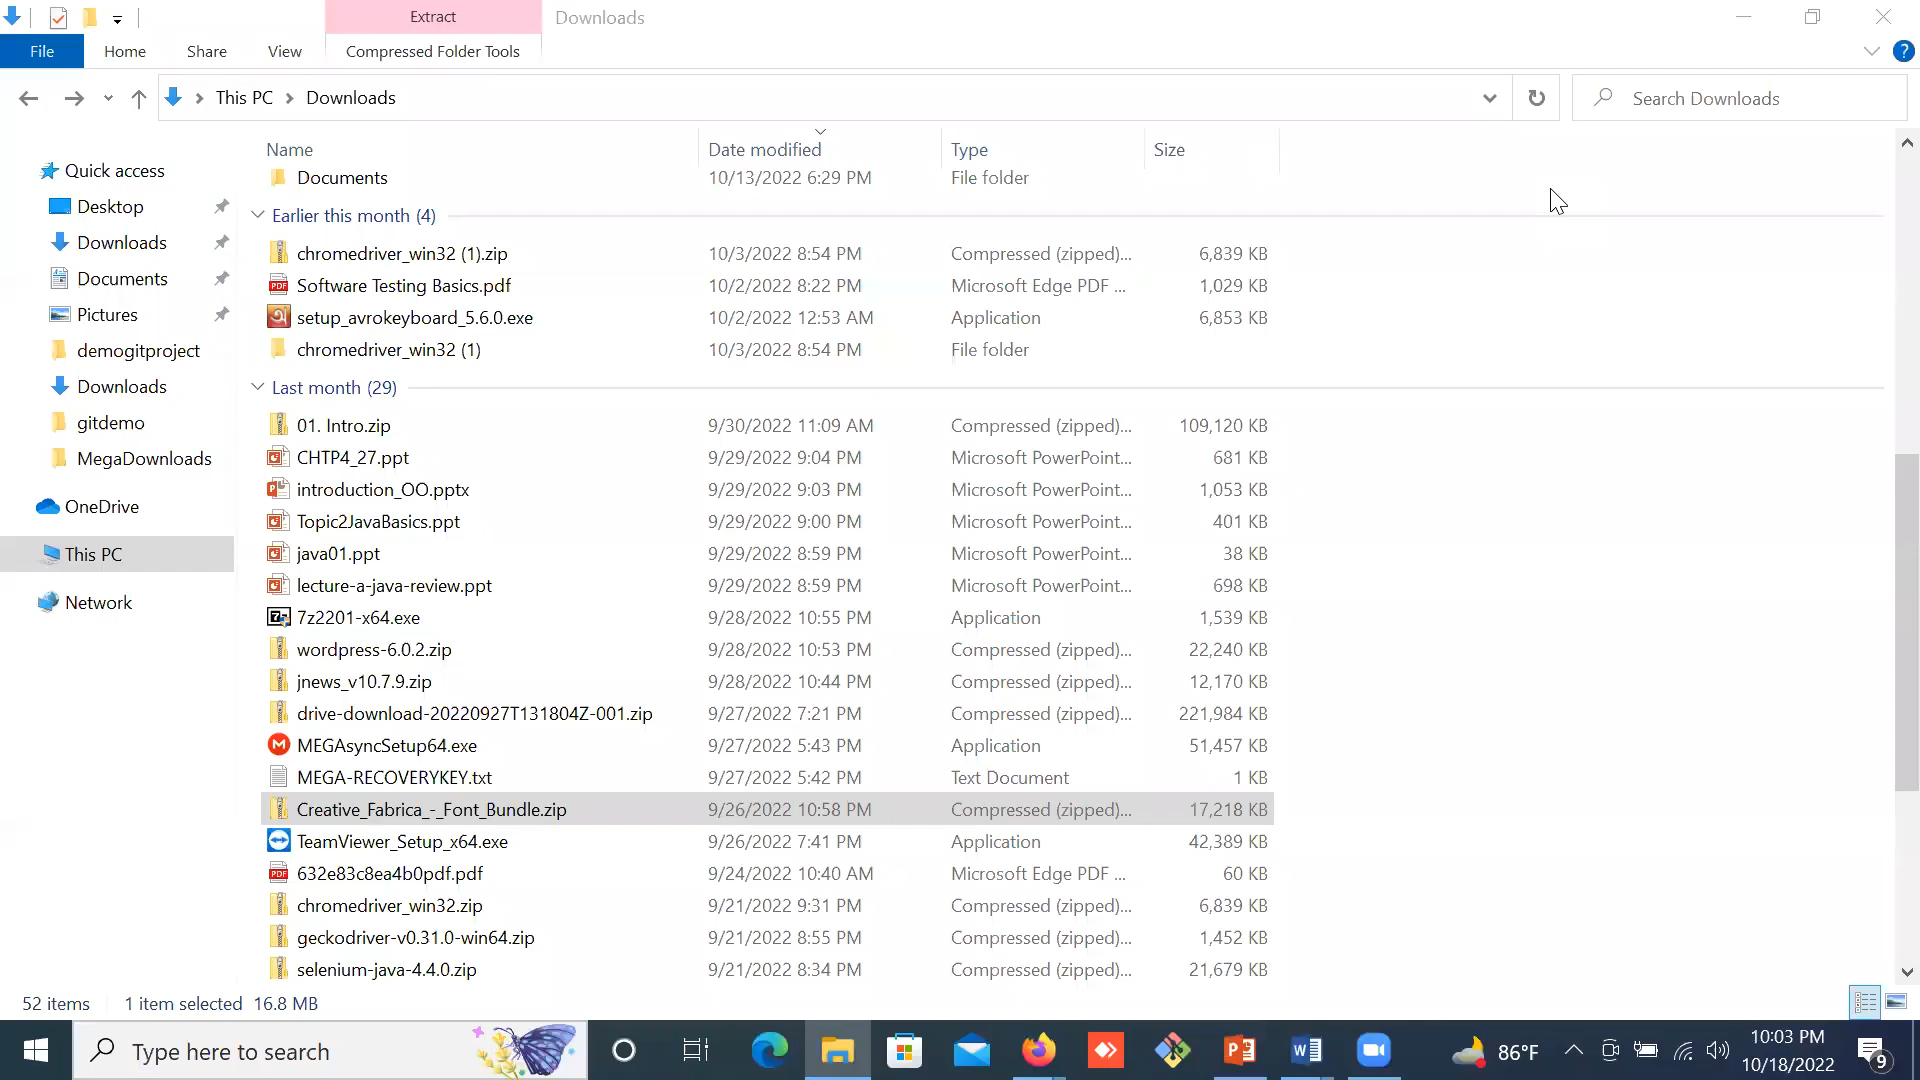 Extract
Downloads
File
Home
Share
View
Compressed Folder Tools
?
This PC
Downloads
Search Downloads
Name
Date modified
Type
Size
Quick access
Desktop
Downloads
Documents
Pictures
demogitproject
Downloads
gitdemo
MegaDownloads
OneDrive
This PC
Network
Documents 10/13/2022 6:29 PM File folder
Earlier this month (4)
chromedriver_win32 (1).zip 10/3/2022 8:54 PM Compressed (zipped)... 6,839 KB
Software Testing Basics.pdf 10/2/2022 8:22 PM Microsoft Edge PDF ... 1,029 KB
setup_avrokeyboard_5.6.0.exe 10/2/2022 12:53 AM Application 6,853 KB
chromedriver_win32 (1) 10/3/2022 8:54 PM File folder
Last month (29)
01. Intro.zip 9/30/2022 11:09 AM Compressed (zipped)... 109,120 KB
CHTP4_27.ppt 9/29/2022 9:04 PM Microsoft PowerPoint... 681 KB
introduction_OO.pptx 9/29/2022 9:03 PM Microsoft PowerPoint... 1,053 KB
Topic2JavaBasics.ppt 9/29/2022 9:00 PM Microsoft PowerPoint... 401 KB
java01.ppt 9/29/2022 8:59 PM Microsoft PowerPoint... 38 KB
lecture-a-java-review.ppt 9/29/2022 8:59 PM Microsoft PowerPoint... 698 KB
7z2201-x64.exe 9/28/2022 10:55 PM Application 1,539 KB
wordpress-6.0.2.zip 9/28/2022 10:53 PM Compressed (zipped)... 22,240 KB
jnews_v10.7.9.zip 9/28/2022 10:44 PM Compressed (zipped)... 12,170 KB
drive-download-20220927T131804Z-001.zip 9/27/2022 7:21 PM Compressed (zipped)... 221,984 KB
MEGAsyncSetup64.exe 9/27/2022 5:43 PM Application 51,457 KB
MEGA-RECOVERYKEY.txt 9/27/2022 5:42 PM Text Document 1 KB
Creative_Fabrica_-_Font_Bundle.zip 9/26/2022 10:58 PM Compressed (zipped)... 17,218 KB
TeamViewer_Setup_x64.exe 9/26/2022 7:41 PM Application 42,389 KB
632e83c8ea4b0pdf.pdf 9/24/2022 10:40 AM Microsoft Edge PDF ... 60 KB
chromedriver_win32.zip 9/21/2022 9:31 PM Compressed (zipped)... 6,839 KB
geckodriver-v0.31.0-win64.zip 9/21/2022 8:55 PM Compressed (zipped)... 1,452 KB
selenium-java-4.4.0.zip 9/21/2022 8:34 PM Compressed (zipped)... 21,679 KB
52 items
1 item selected 16.8 MB
Type here to search
86°F
10:03 PM
10/18/2022
9